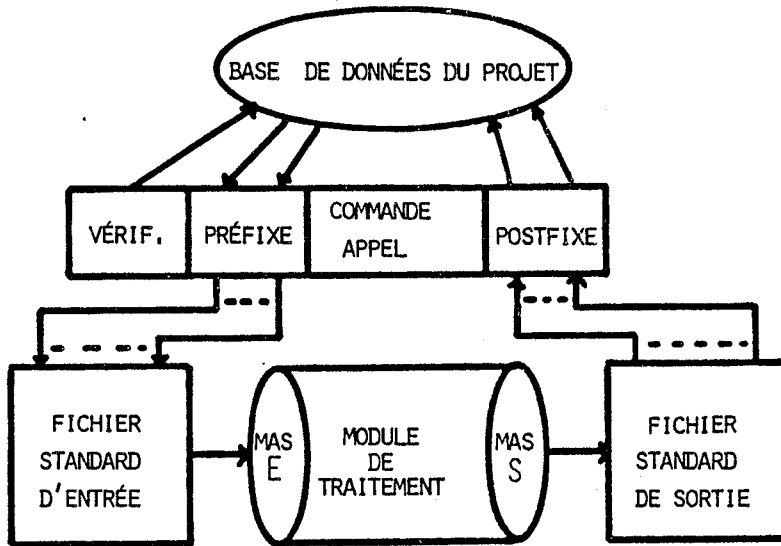 BASE DE DONNÉES DU PROJET
VÉRIF.
PRÉFIXE
COMMANDE
APPEL
POSTFIXE
FICHIER
STANDARD
D'ENTRÉE
MAS
E
MODULE
DE
TRAITEMENT
MAS
S
FICHIER
STANDARD
DE SORTIE